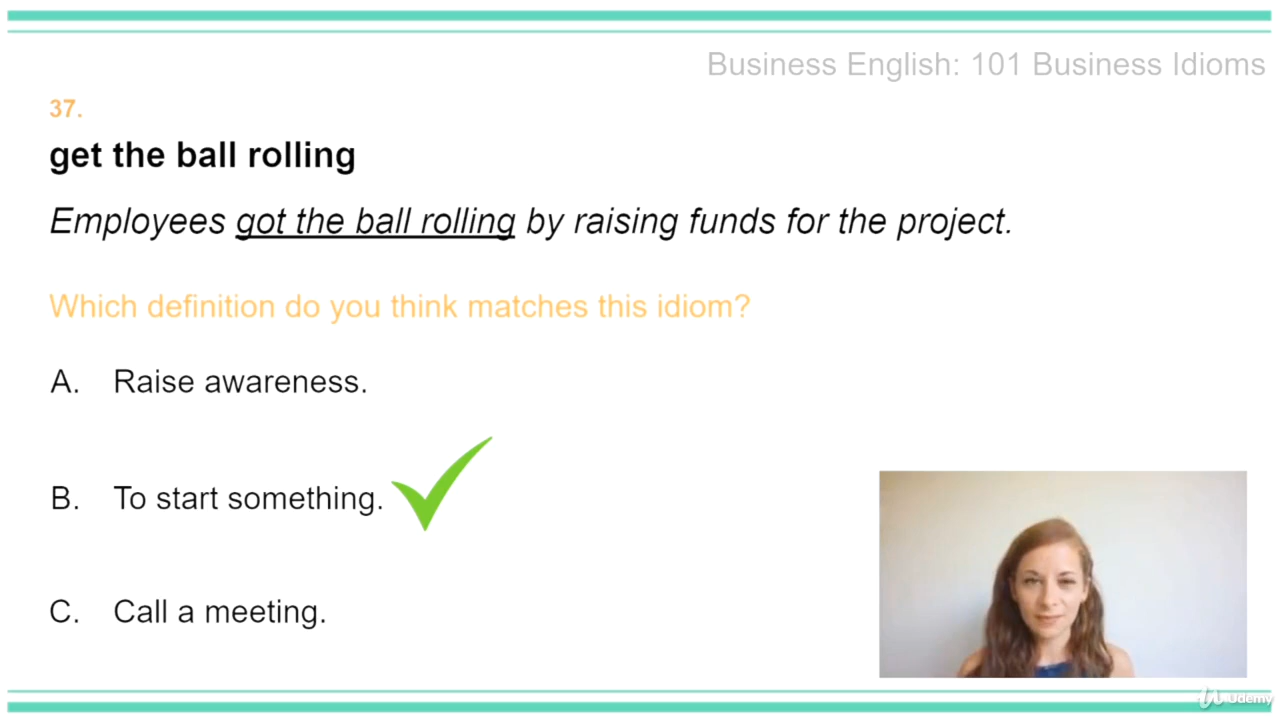 Business English: 101 Business Idioms
37.
get the ball rolling
Employees got the ball rolling by raising funds for the project.
Which definition do you think matches this idiom?
A. Raise awareness.
B. To start something.
C. Call a meeting.
Udemy